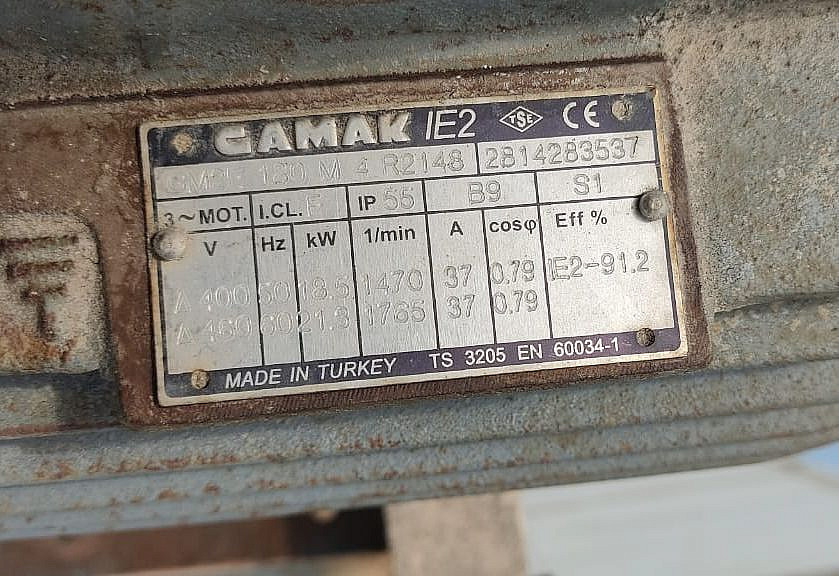 GAMAK IE2 TSE CE
180 M 4 R2148 2814283537
3~MOT. I.CL. F IP 55 B9 S1
V Hz kW 1/min A cosφ Eff %
400 50 18.5 1470 37 0.79 IE2-91.2
460 60 21.3 1765 37 0.79
MADE IN TURKEY TS 3205 EN 60034-1